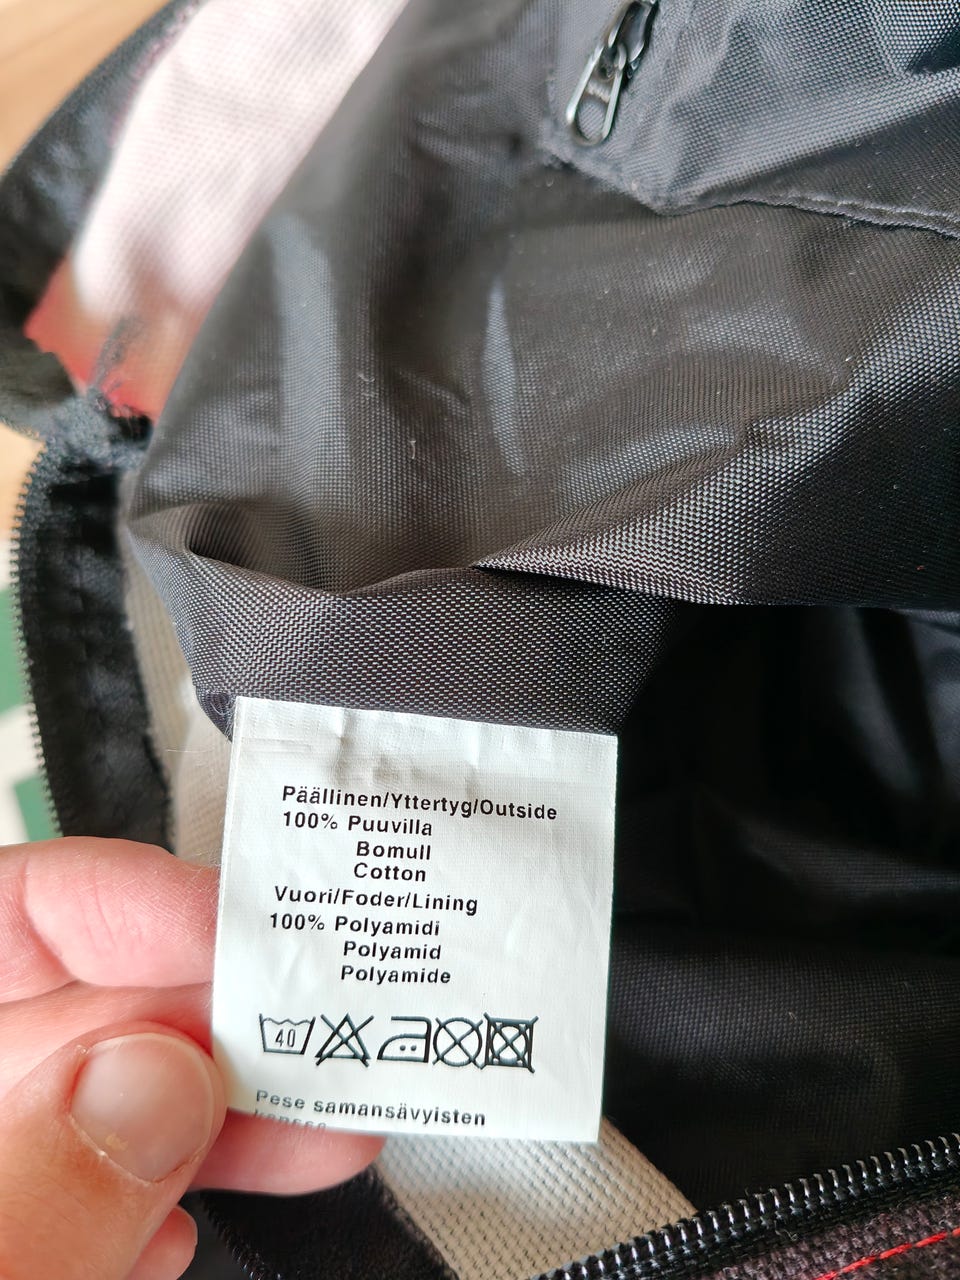 Päällinen/Yttertyg/Outside
100% Puuvilla
Bomull
Cotton
Vuori/Foder/Lining
100% Polyamidi
Polyamid
Polyamide
40
Pese samansävyisten